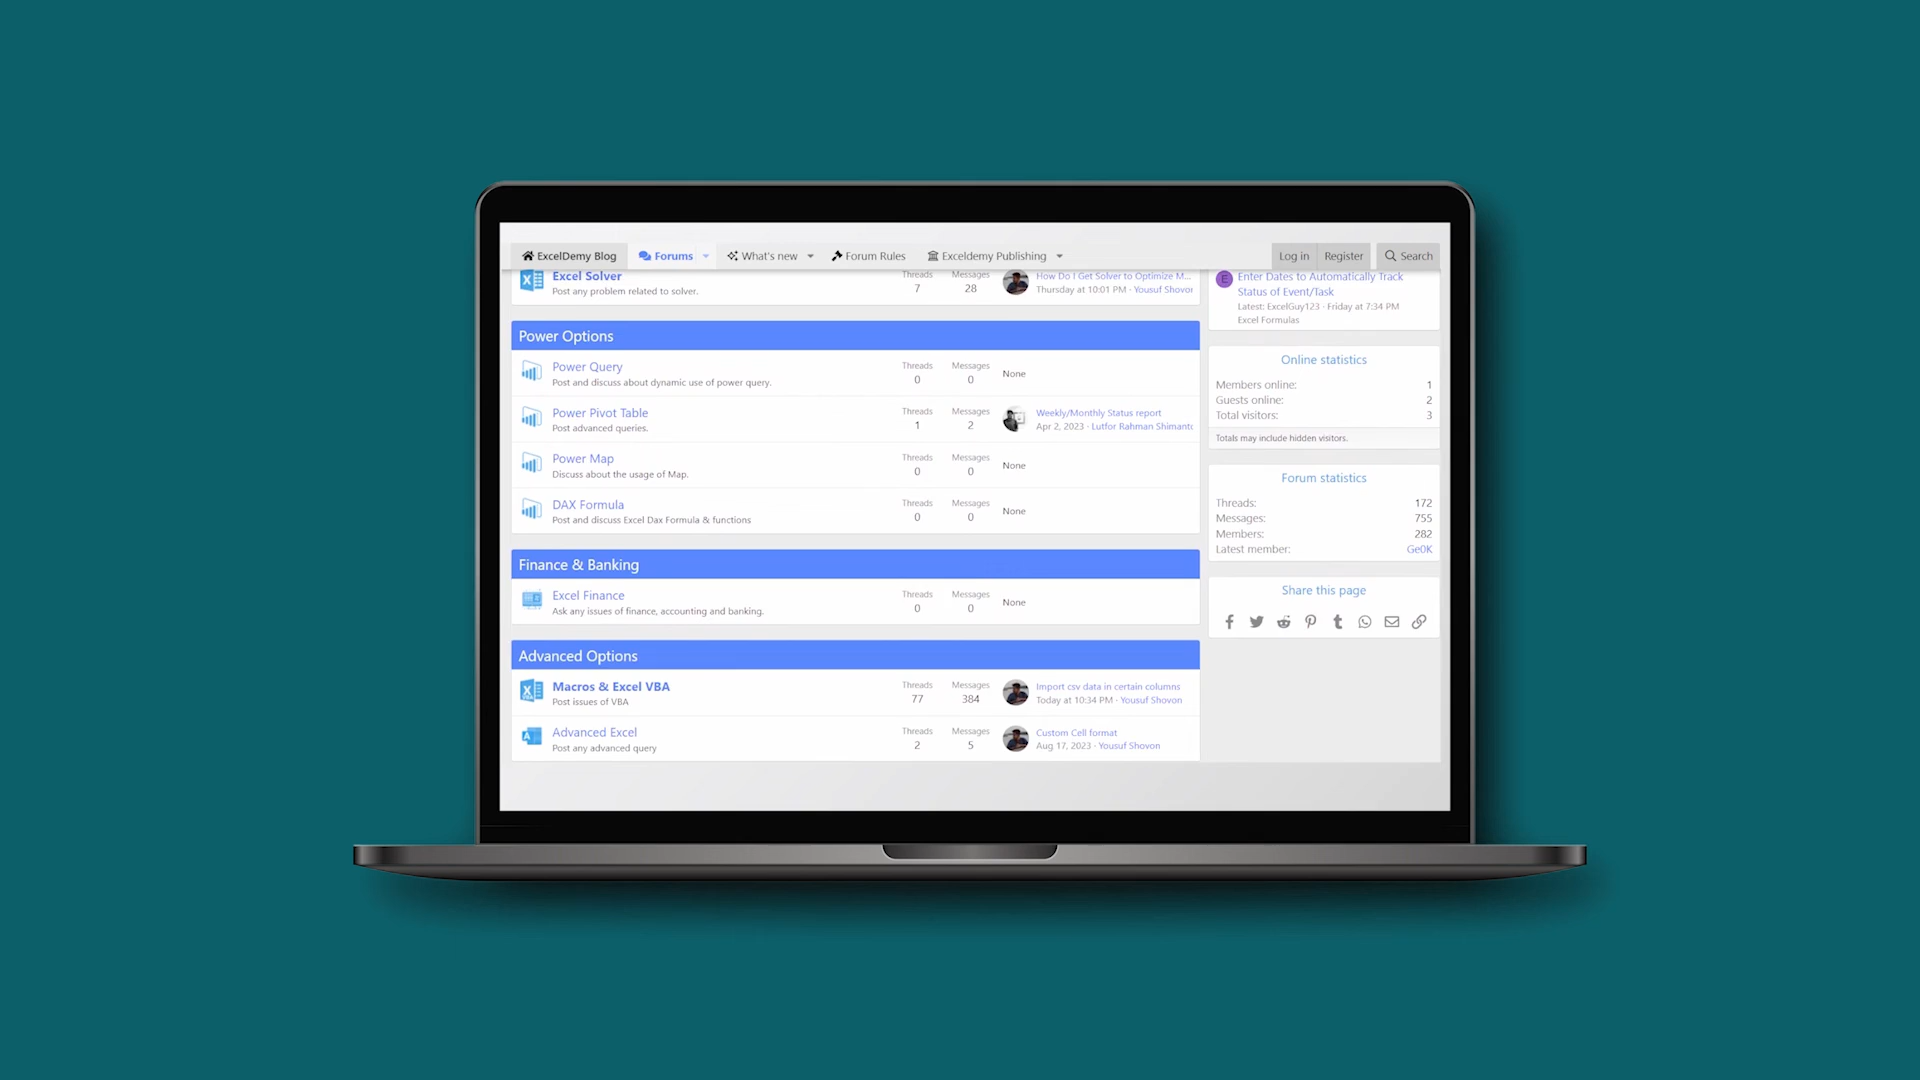 ExcelDemy Blog Forums What's new Forum Rules Exceldemy Publishing Log in Register Search
Excel Solver
Post any problem related to solver.
Threads
7
Messages
28
How Do I Get Solver to Optimize M...
Thursday at 10:01 PM · Yousuf Shovor
Power Options
Power Query
Post and discuss about dynamic use of power query.
Threads
0
Messages
0
None
Power Pivot Table
Post advanced queries.
Threads
1
Messages
2
Weekly/Monthly Status report
Apr 2, 2023 · Lutfor Rahman Shimanto
Power Map
Discuss about the usage of Map.
Threads
0
Messages
0
None
DAX Formula
Post and discuss Excel Dax Formula & functions
Threads
0
Messages
0
None
Finance & Banking
Excel Finance
Ask any issues of finance, accounting and banking.
Threads
0
Messages
0
None
Advanced Options
Macros & Excel VBA
Post issues of VBA
Threads
77
Messages
384
Import csv data in certain columns
Today at 10:34 PM · Yousuf Shovon
Advanced Excel
Post any advanced query
Threads
2
Messages
5
Custom Cell format
Aug 17, 2023 · Yousuf Shovon
E
Enter Dates to Automatically Track
Status of Event/Task
Latest: ExcelGuy123 · Friday at 7:34 PM
Excel Formulas
Online statistics
Members online: 1
Guests online: 2
Total visitors: 3
Totals may include hidden visitors.
Forum statistics
Threads: 172
Messages: 755
Members: 282
Latest member: Ge0K
Share this page